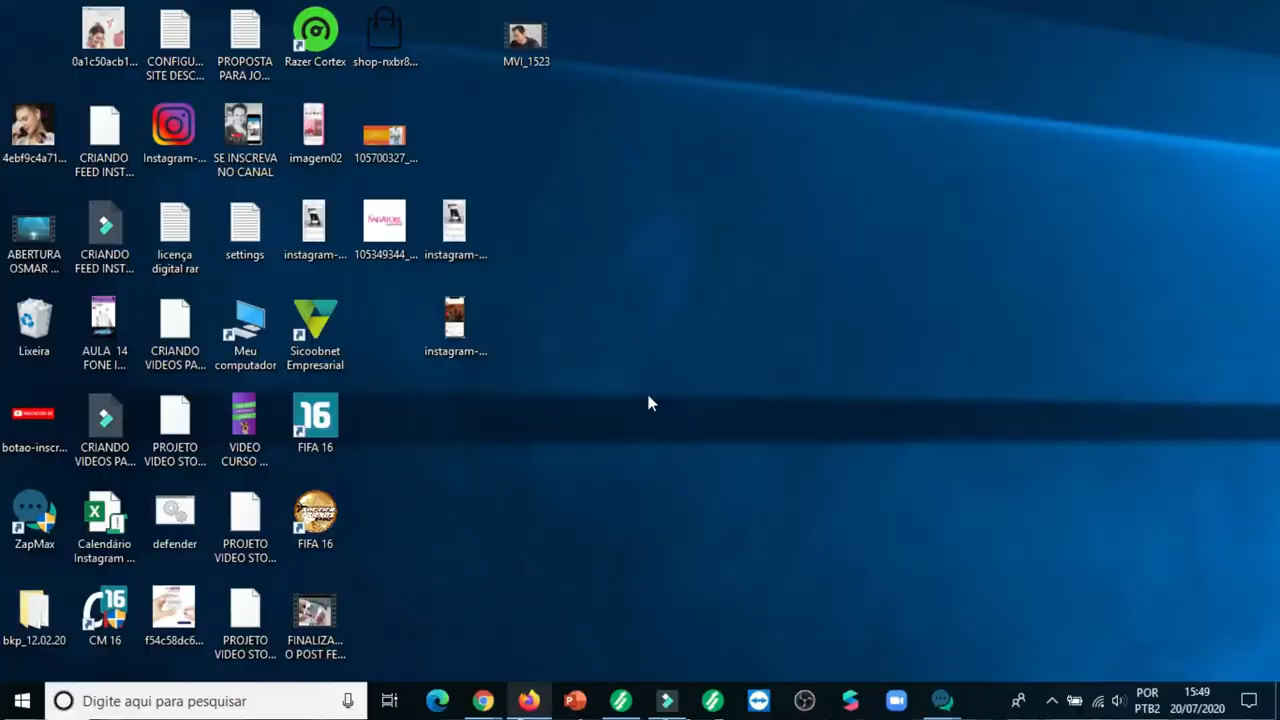 0a1c50acb1...
CONFIGU...
SITE DESC...
PROPOSTA
PARA JO...
Razer Cortex
shop-nxbr8...
MVI_1523
4ebf9c4a71...
CRIANDO
FEED INST...
Instagram-...
SE INSCREVA
NO CANAL
imagem02
105700327_...
ABERTURA
OSMAR ...
CRIANDO
FEED INST...
licença
digital rar
settings
instagram-...
SALVATORE
105349344_...
instagram-...
Lixeira
AULA 14
FONE I...
CRIANDO
VIDEOS PA...
Meu
computador
Sicoobnet
Empresarial
instagram-...
botao-inscr...
CRIANDO
VIDEOS PA...
PROJETO
VIDEO STO...
VIDEO
CURSO ...
16
FIFA 16
ZapMax
Calendário
Instagram ...
defender
PROJETO
VIDEO STO...
FIFA 16
bkp_12.02.20
16
CM 16
f54c58dc6...
PROJETO
VIDEO STO...
FINALIZA...
O POST FE...
Digite aqui para pesquisar
POR
PTB2
15:49
20/07/2020